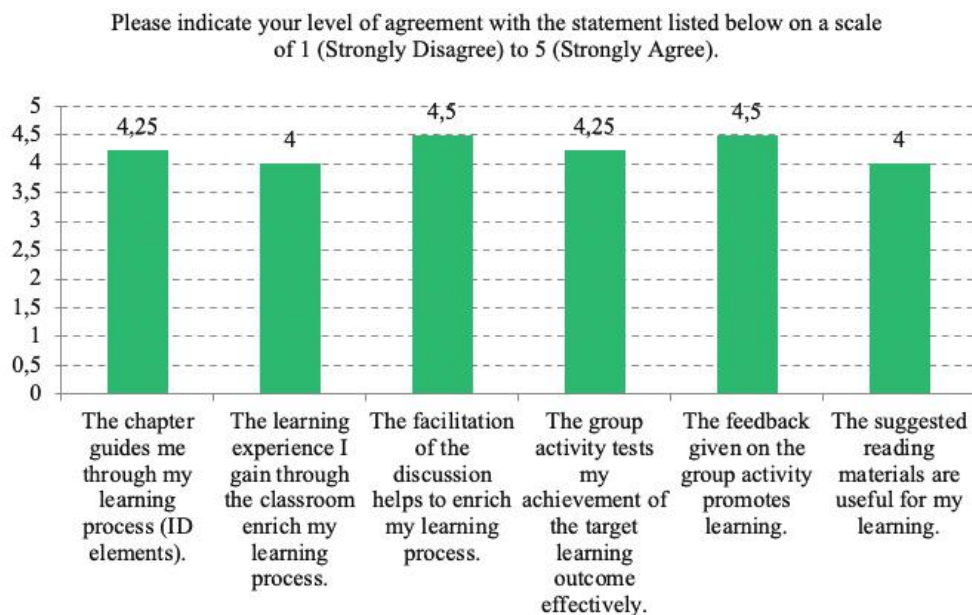 Please indicate your level of agreement with the statement listed below on a scale
of 1 (Strongly Disagree) to 5 (Strongly Agree).
5
4,5
4
3,5
3
2,5
2
1,5
1
0,5
0
4,25
4
4,5
4,25
4,5
4
The chapter
guides me
through my
learning
process (ID
elements).
The learning
experience I
gain through
the classroom
enrich my
learning
process.
The facilitation
of the
discussion
helps to enrich
my learning
process.
The group
activity tests
my
achievement of
the target
learning
outcome
effectively.
The feedback
given on the
group activity
promotes
learning.
The suggested
reading
materials are
useful for my
learning.